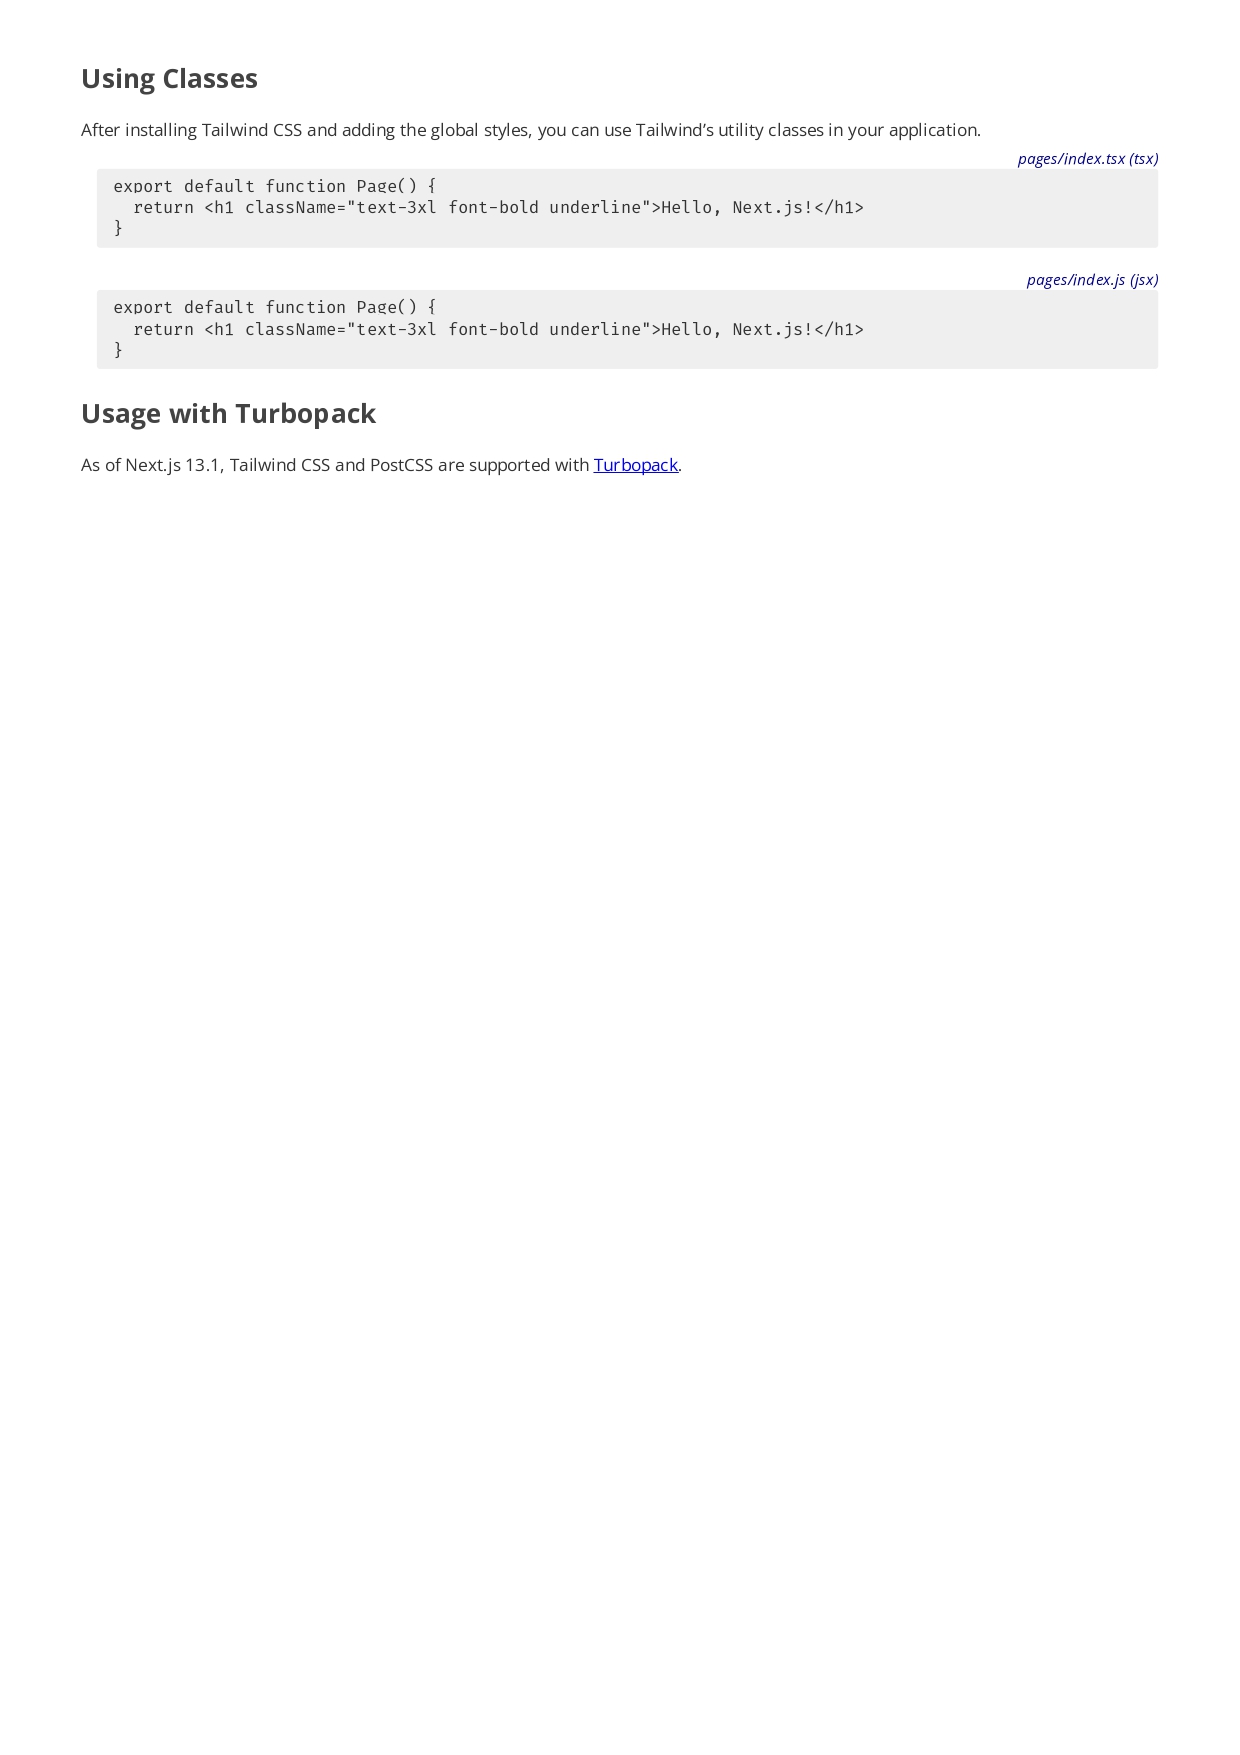 Using Classes
After installing Tailwind CSS and adding the global styles, you can use Tailwind’s utility classes in your application.
pages/index.tsx (tsx)
export default function Page() {
  return <h1 className="text-3xl font-bold underline">Hello, Next.js!</h1>
}
pages/index.js (jsx)
export default function Page() {
  return <h1 className="text-3xl font-bold underline">Hello, Next.js!</h1>
}
Usage with Turbopack
As of Next.js 13.1, Tailwind CSS and PostCSS are supported with Turbopack.